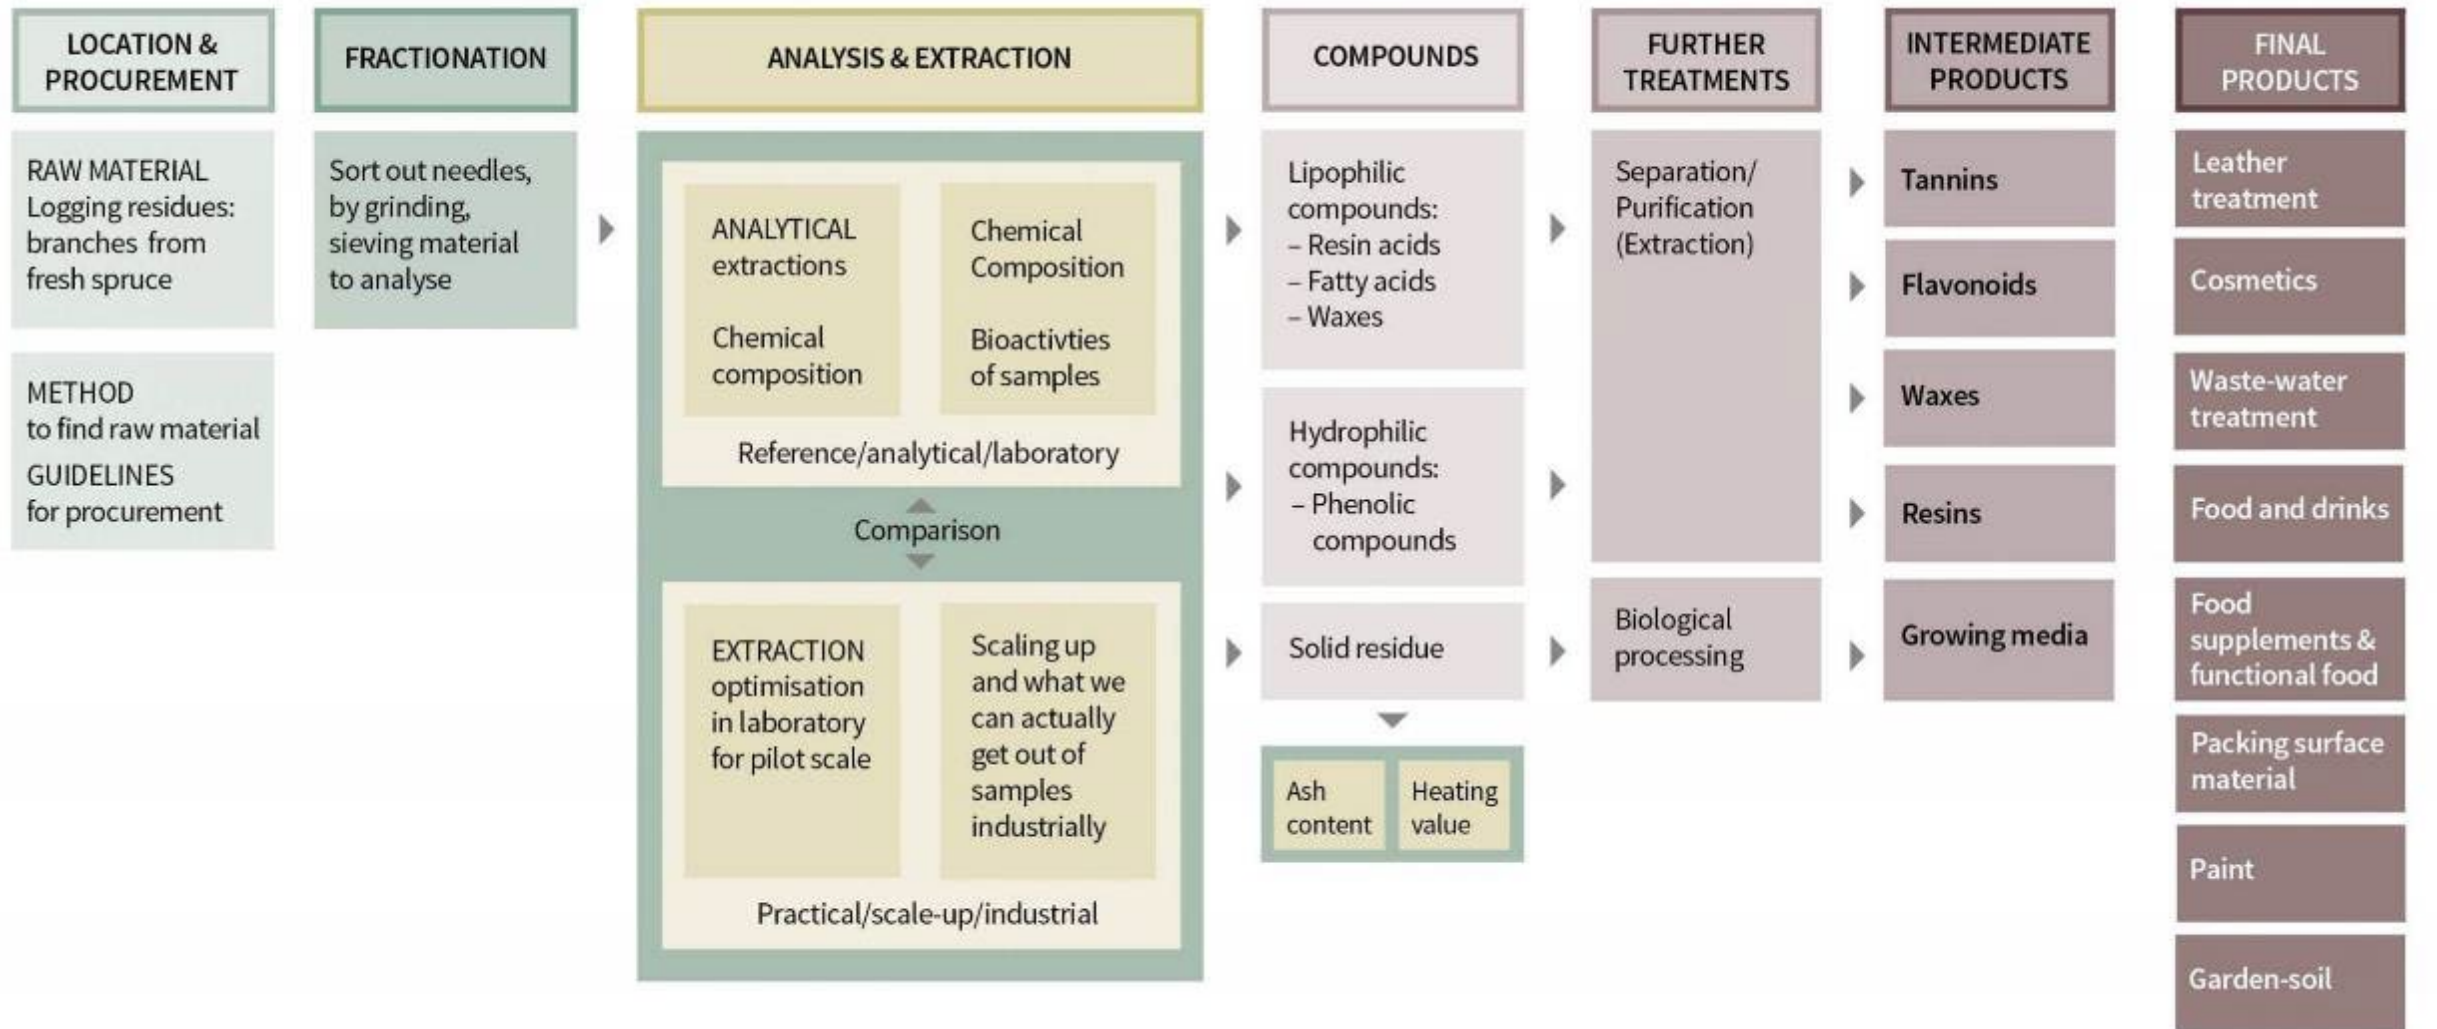 LOCATION &
PROCUREMENT
RAW MATERIAL
Logging residues:
branches from
fresh spruce
METHOD
to find raw material
GUIDELINES
for procurement
FRACTIONATION
Sort out needles,
by grinding,
sieving material
to analyse
ANALYSIS & EXTRACTION
ANALYTICAL
extractions
Chemical
composition
Chemical
Composition
Bioactivties
of samples
Reference/analytical/laboratory
Comparison
EXTRACTION
optimisation
in laboratory
for pilot scale
Scaling up
and what we
can actually
get out of
samples
industrially
Practical/scale-up/industrial
COMPOUNDS
Lipophilic
compounds:
– Resin acids
– Fatty acids
– Waxes
Hydrophilic
compounds:
– Phenolic
compounds
Solid residue
Ash
content
Heating
value
FURTHER
TREATMENTS
Separation/
Purification
(Extraction)
Biological
processing
INTERMEDIATE
PRODUCTS
Tannins
Flavonoids
Waxes
Resins
Growing media
FINAL
PRODUCTS
Leather
treatment
Cosmetics
Waste-water
treatment
Food and drinks
Food
supplements &
functional food
Packing surface
material
Paint
Garden-soil